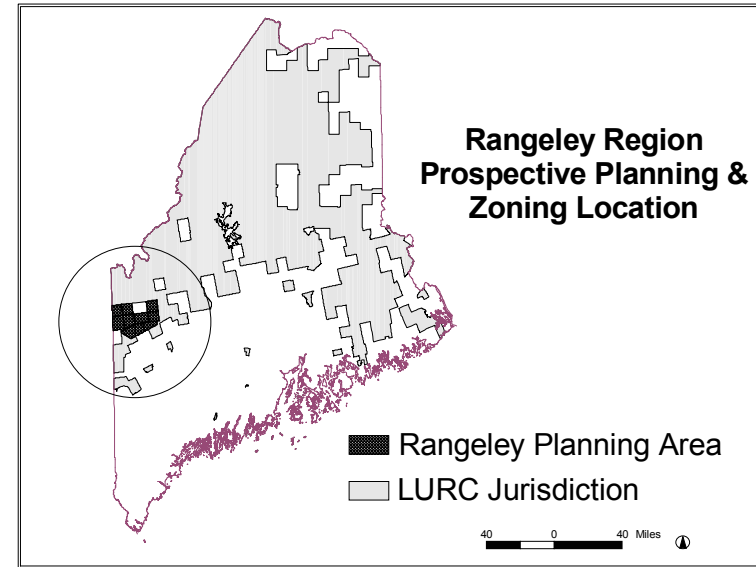 Rangeley Region
Prospective Planning &
Zoning Location
Rangeley Planning Area
LURC Jurisdiction
40 0 40 Miles